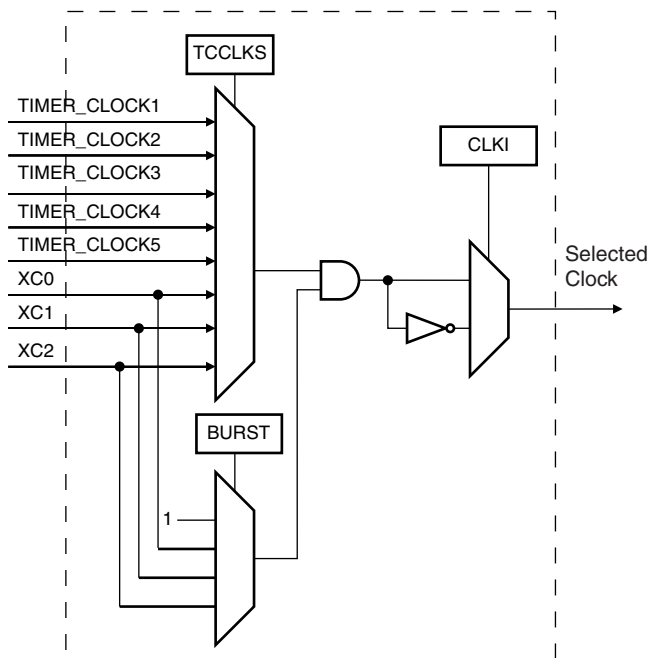 TCCLKS
TIMER_CLOCK1
TIMER_CLOCK2
TIMER_CLOCK3
TIMER_CLOCK4
TIMER_CLOCK5
XC0
XC1
XC2
CLKI
Selected
Clock
BURST
1